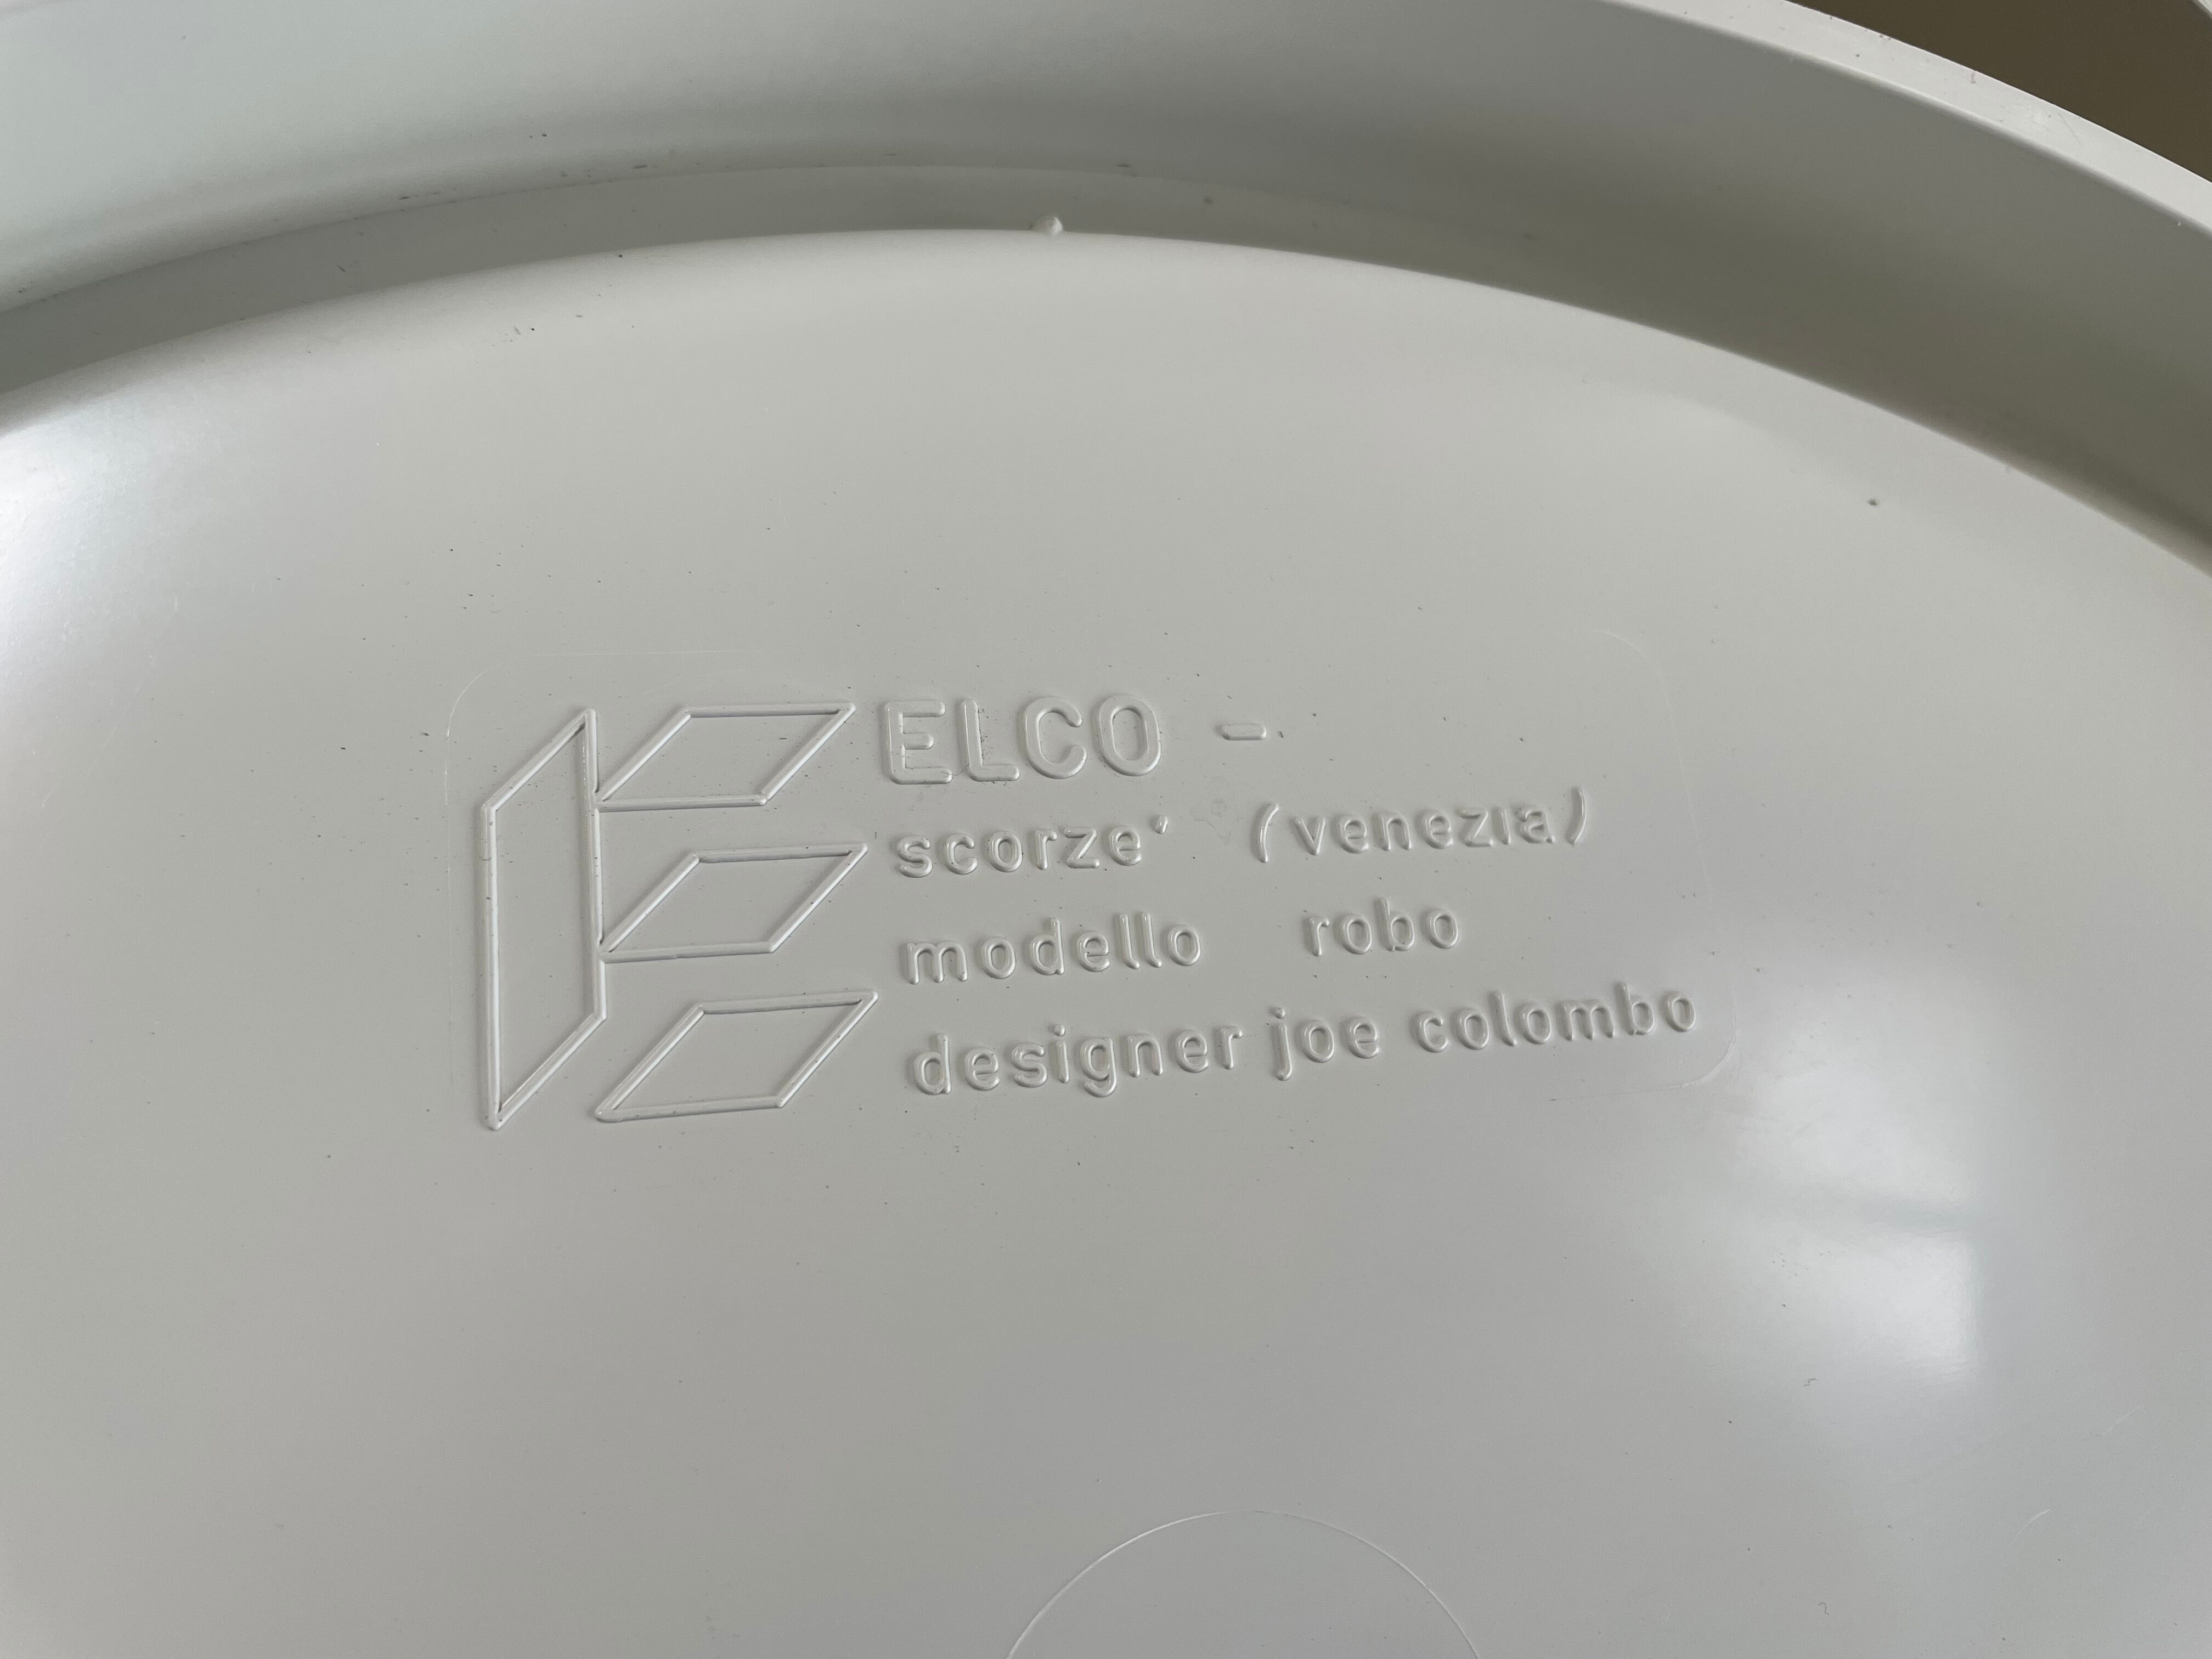 ELCO -
scorze' (venezia)
modello robo
designer joe colombo